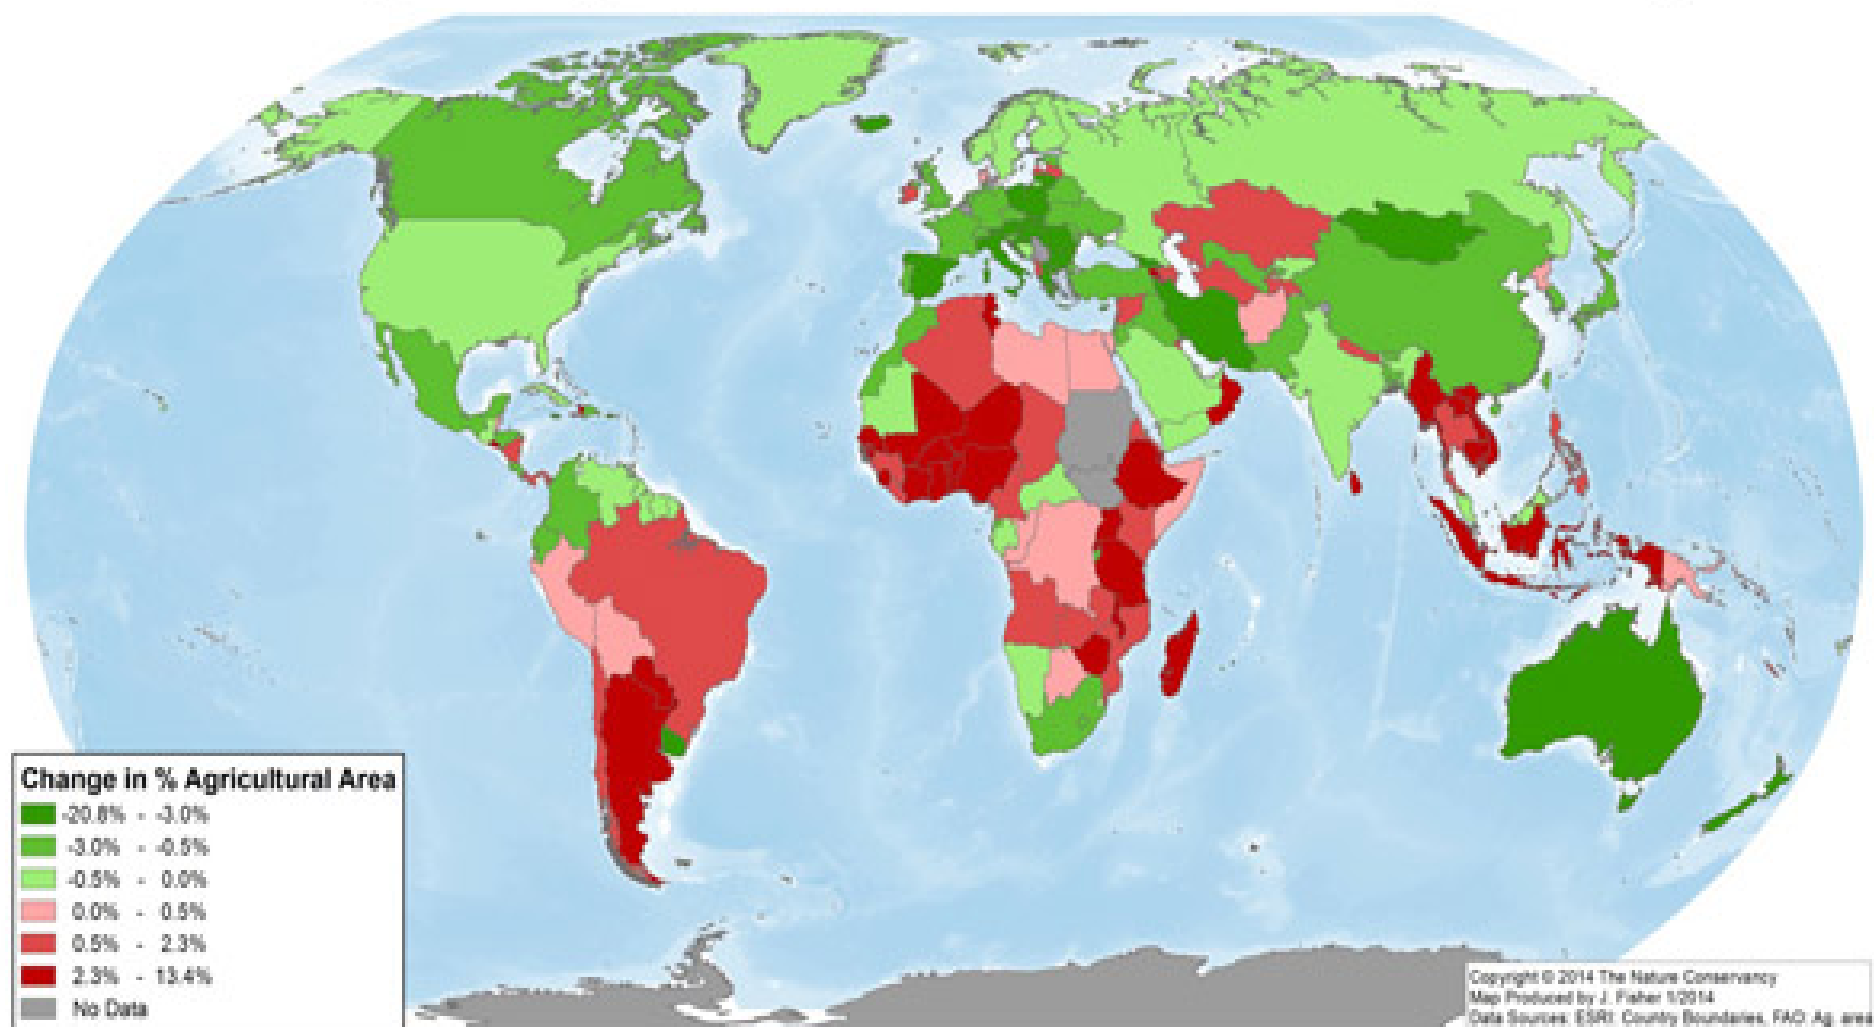 Change in % Agricultural Area
-20.8% - -3.0%
-3.0% - -0.5%
-0.5% - 0.0%
0.0% - 0.5%
0.5% - 2.3%
2.3% - 13.4%
No Data
Copyright © 2014 The Nature Conservancy
Map Produced by J. Fisher 1/2014
Data Sources: ESRI: Country Boundaries, FAO: Ag. area